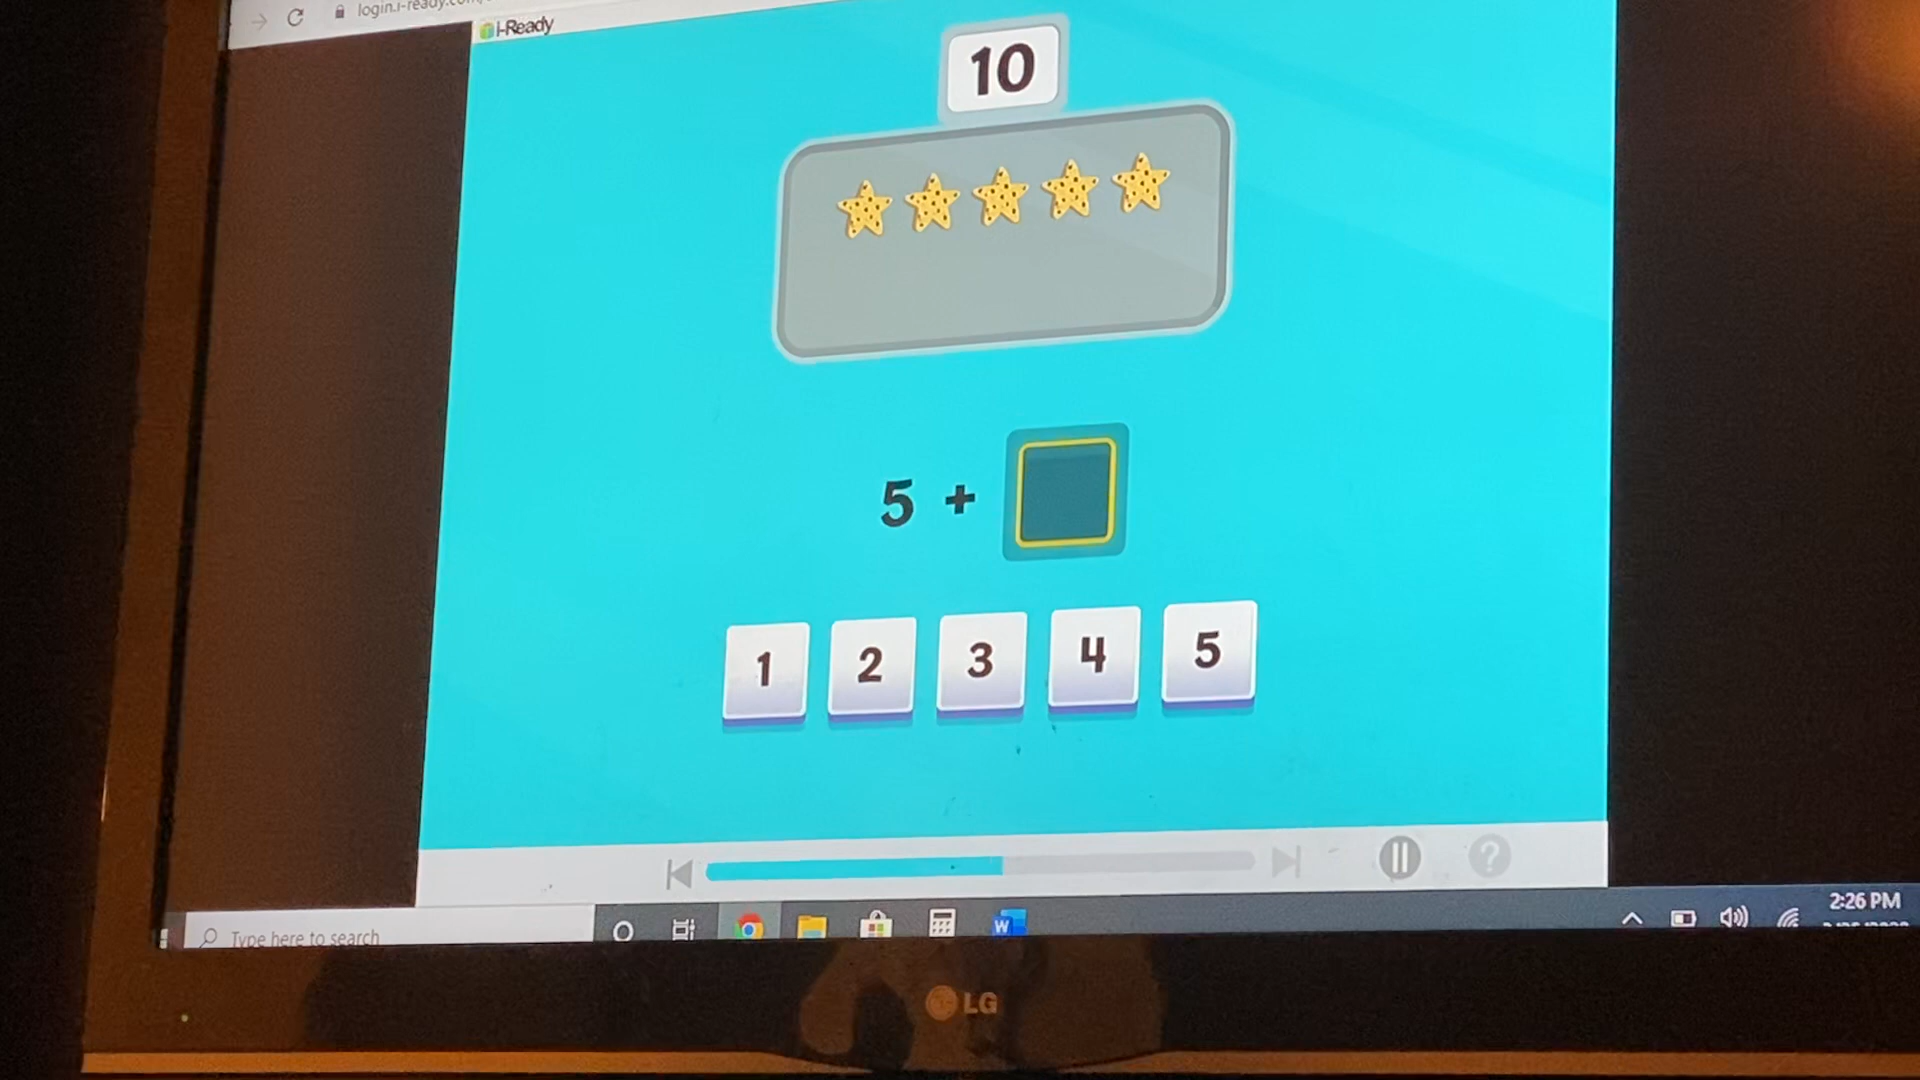 login.i-ready.com/
i-Ready
10
5 +
1 2 3 4 5
?
Type here to search
W
2:26 PM
LG